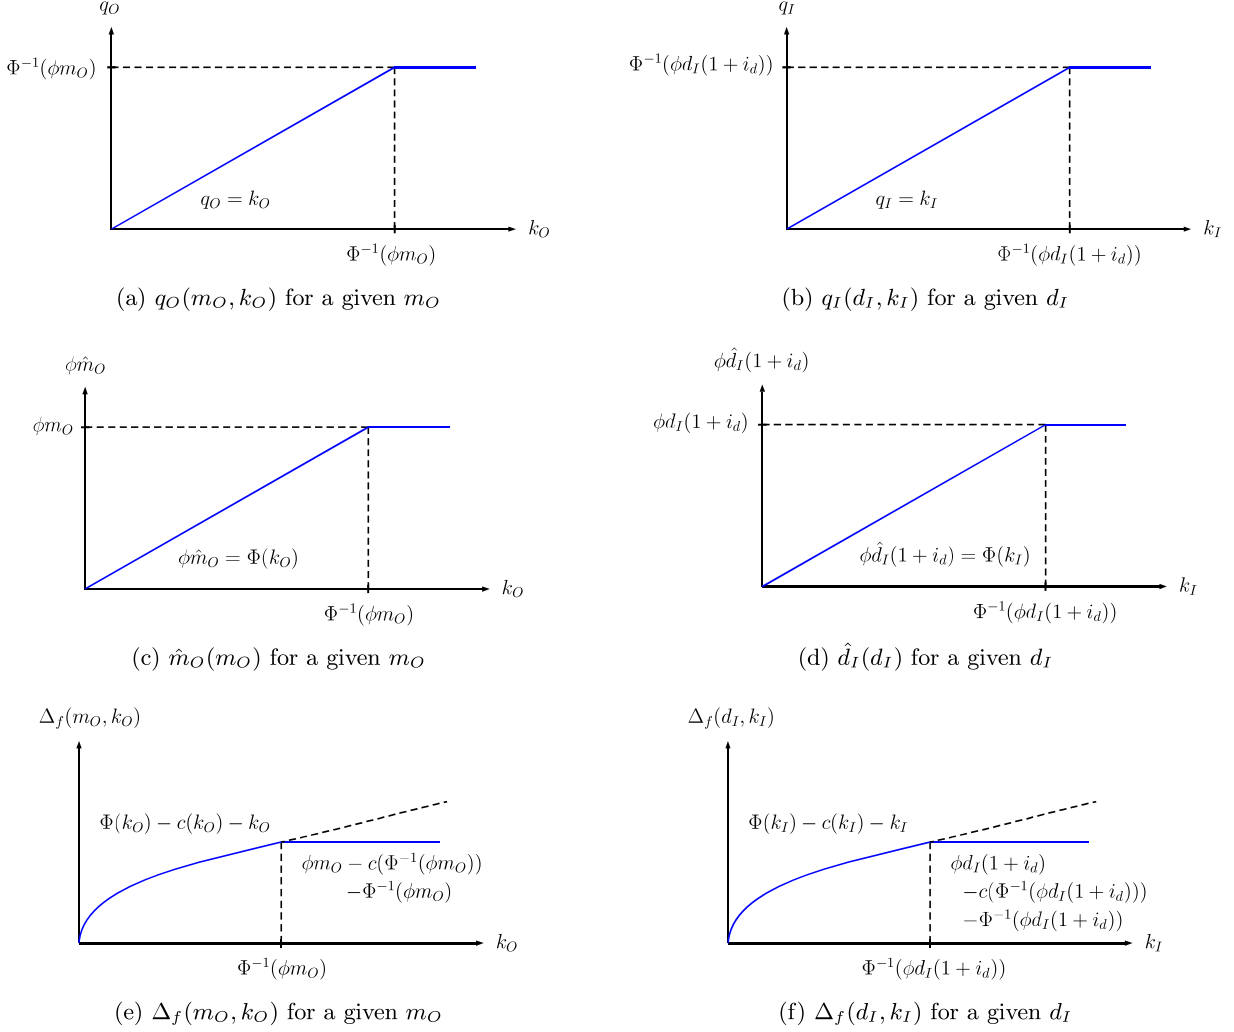 q_O
Φ⁻¹(ϕm_O)
q_O = k_O
k_O
Φ⁻¹(ϕm_O)
(a) q_O(m_O, k_O) for a given m_O
q_I
Φ⁻¹(ϕd_I(1 + i_d))
q_I = k_I
k_I
Φ⁻¹(ϕd_I(1 + i_d))
(b) q_I(d_I, k_I) for a given d_I
ϕm̂_O
ϕm_O
ϕm̂_O = Φ(k_O)
k_O
Φ⁻¹(ϕm_O)
(c) m̂_O(m_O) for a given m_O
ϕd̂_I(1 + i_d)
ϕd_I(1 + i_d)
ϕd̂_I(1 + i_d) = Φ(k_I)
k_I
Φ⁻¹(ϕd_I(1 + i_d))
(d) d̂_I(d_I) for a given d_I
Δ_f(m_O, k_O)
Φ(k_O) − c(k_O) − k_O
ϕm_O − c(Φ⁻¹(ϕm_O))
−Φ⁻¹(ϕm_O)
k_O
Φ⁻¹(ϕm_O)
(e) Δ_f(m_O, k_O) for a given m_O
Δ_f(d_I, k_I)
Φ(k_I) − c(k_I) − k_I
ϕd_I(1 + i_d)
−c(Φ⁻¹(ϕd_I(1 + i_d)))
−Φ⁻¹(ϕd_I(1 + i_d))
k_I
Φ⁻¹(ϕd_I(1 + i_d))
(f) Δ_f(d_I, k_I) for a given d_I